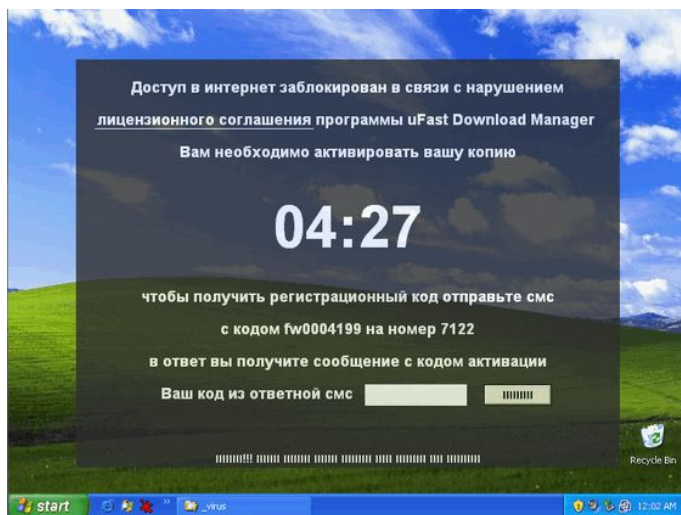 Доступ в интернет заблокирован в связи с нарушением
лицензионного соглашения программы uFast Download Manager
Вам необходимо активировать вашу копию
04:27
чтобы получить регистрационный код отправьте смс
с кодом fw0004199 на номер 7122
в ответ вы получите сообщение с кодом активации
Ваш код из ответной смс
Recycle Bin
start
_virus
12:02 AM